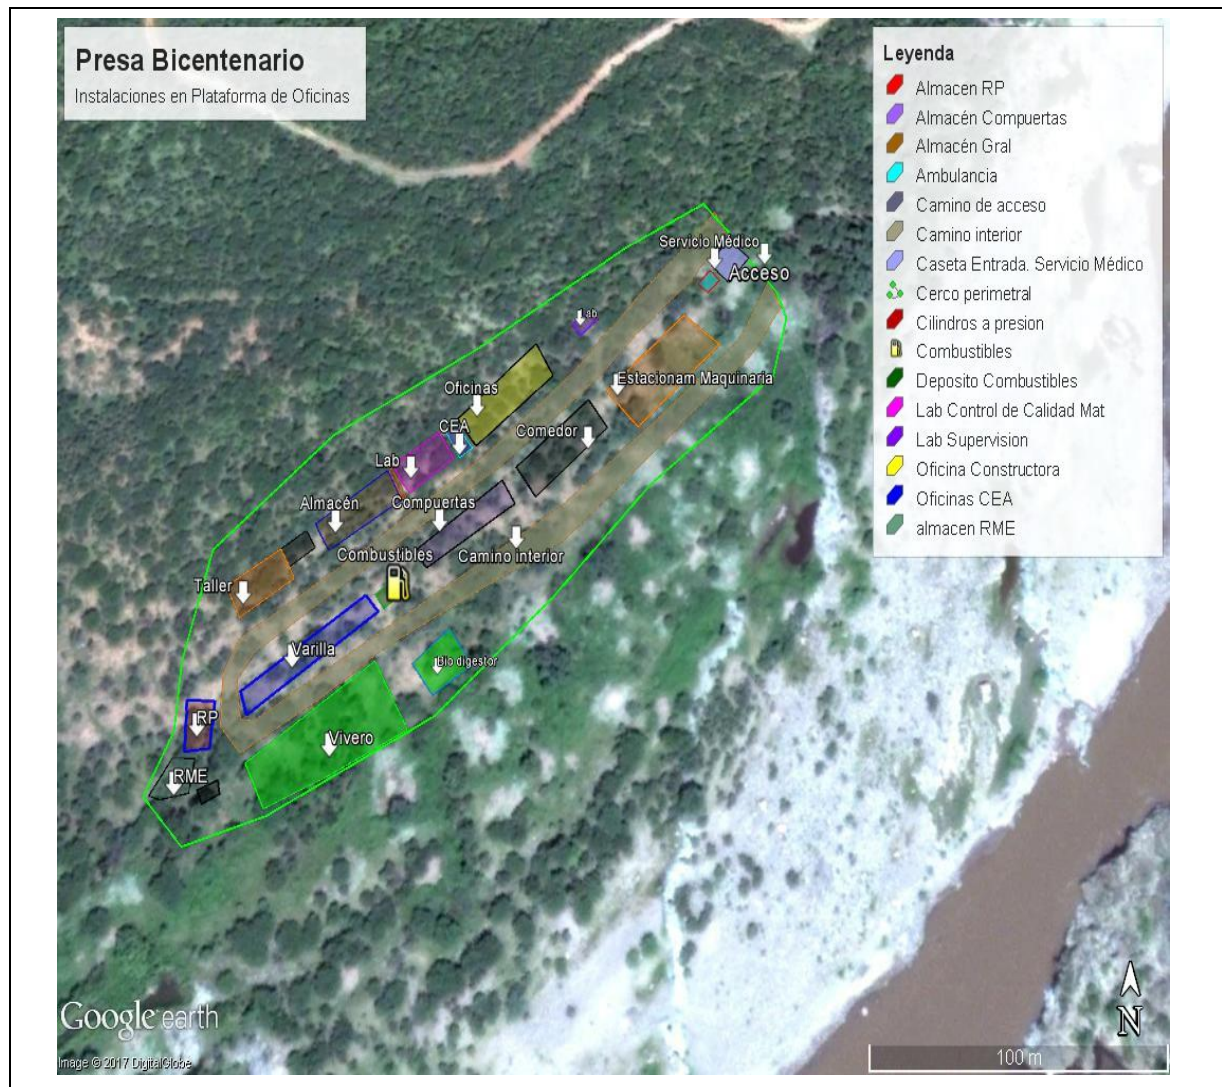 Presa Bicentenario
Instalaciones en Plataforma de Oficinas
Leyenda
Almacen RP
Almacén Compuertas
Almacén Gral
Ambulancia
Camino de acceso
Camino interior
Caseta Entrada. Servicio Médico
Cerco perimetral
Cilindros a presion
Combustibles
Deposito Combustibles
Lab Control de Calidad Mat
Lab Supervision
Oficina Constructora
Oficinas CEA
almacen RME
Servicio Médico
Acceso
Lab
Estacionam Maquinaria
Oficinas
CEA
Comedor
Lab
Almacén
Compuertas
Combustibles
Camino interior
Taller
Varilla
Bio digestor
RP
Vivero
RME
Google earth
Image © 2017 DigitalGlobe
N
100 m